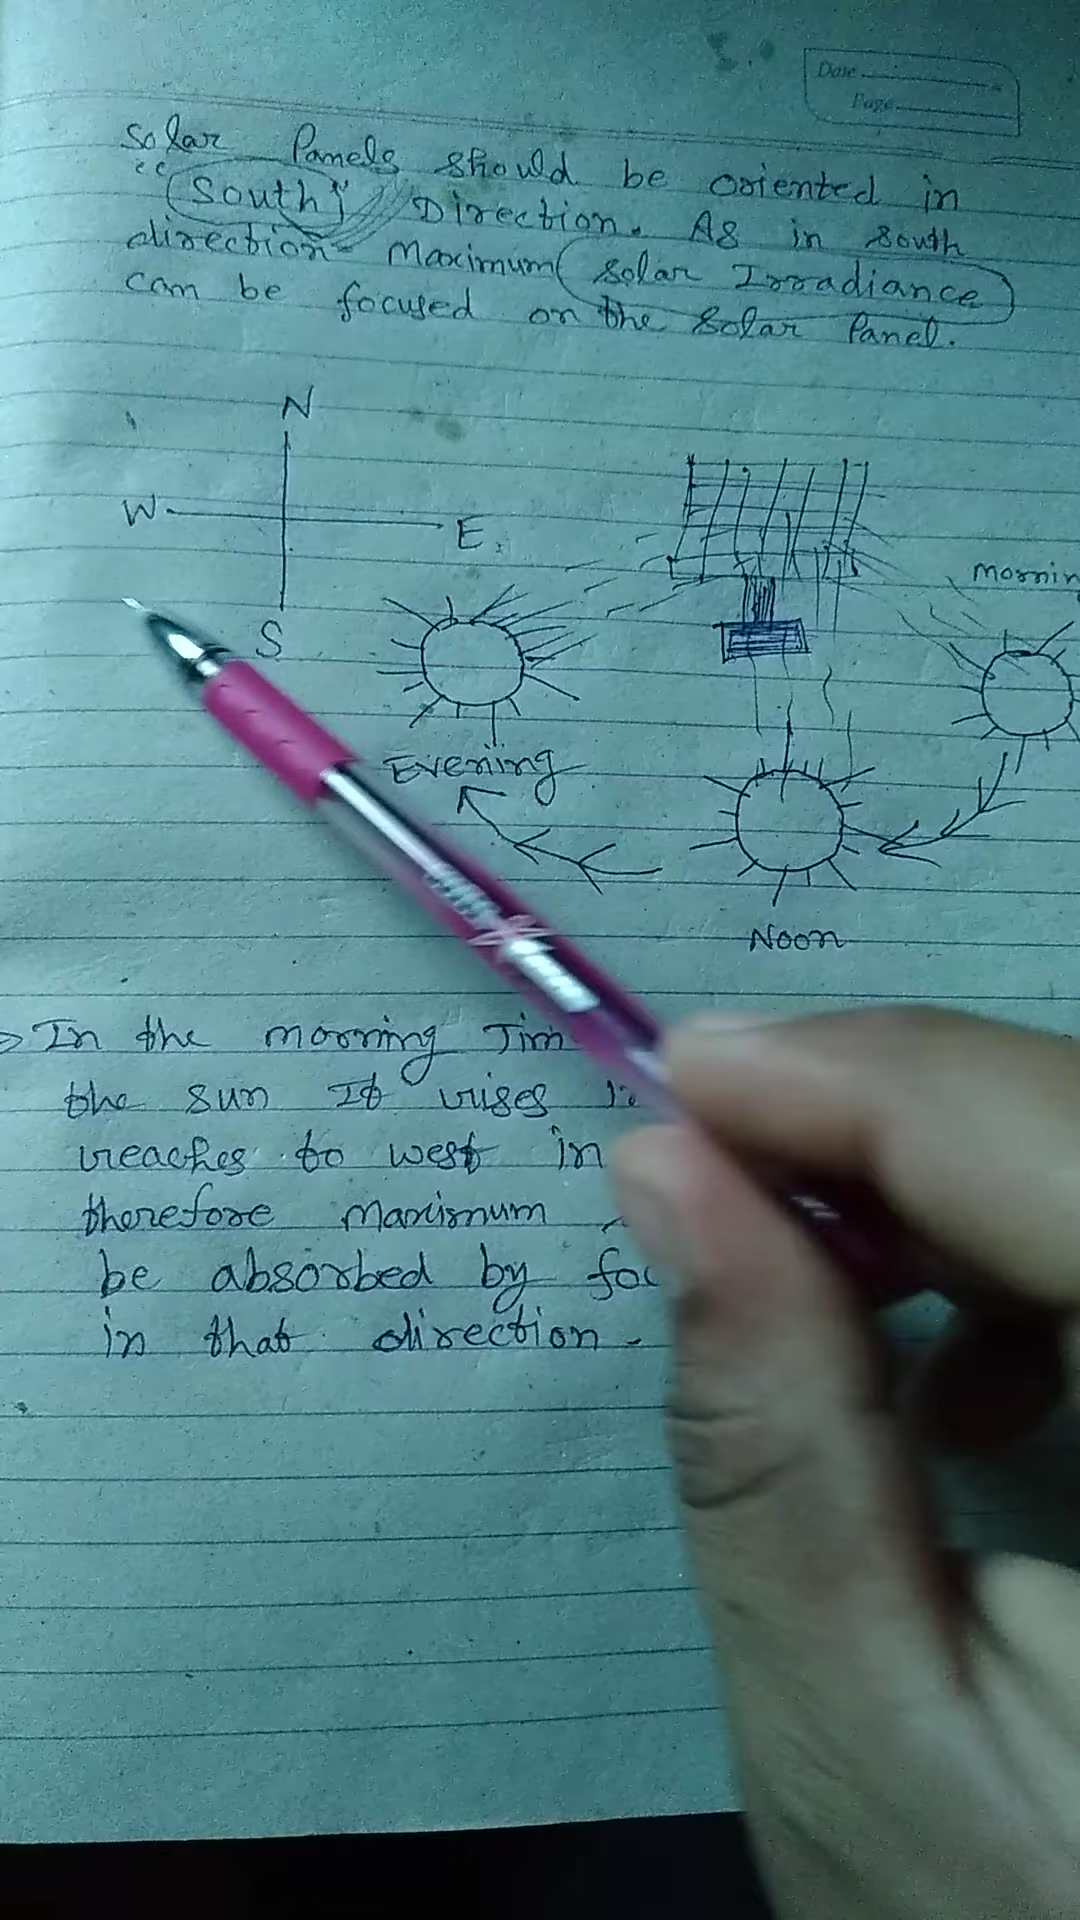 Date
Page
Solar Panels should be oriented in
"South" Direction. As in south
direction Maximum Solar Irradiance
can be focused on the Solar Panel.
N
W
E
S
Morning
Evening
Noon
In the morning Tim
the sun It rises
reaches to west in
therefore Maximum
be absorbed by foc
in that direction.